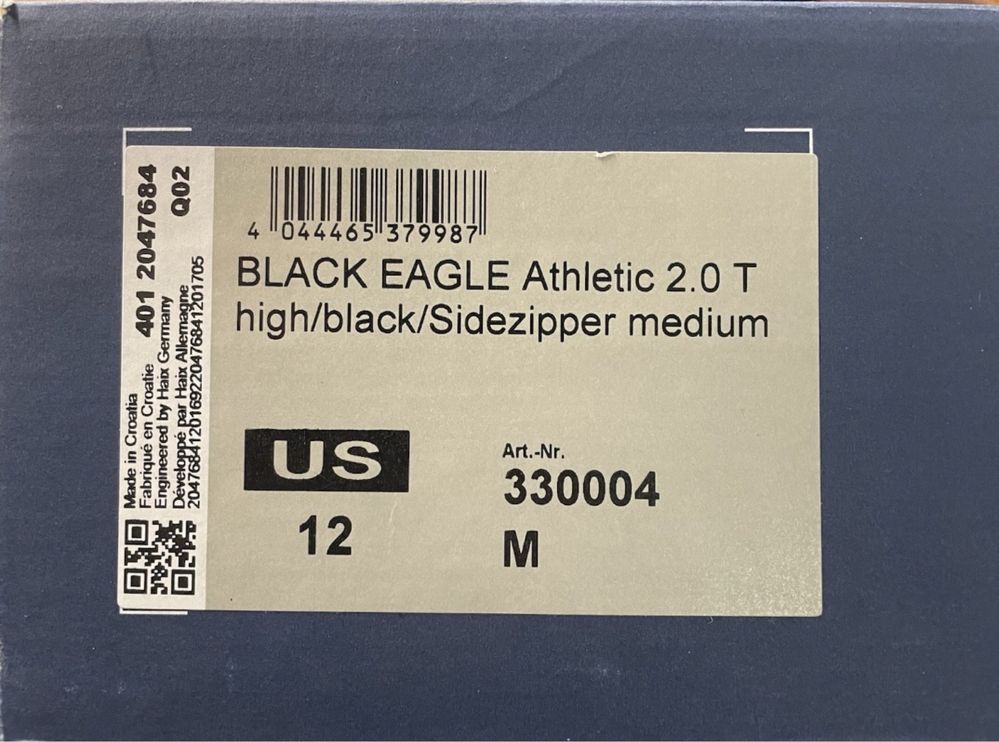 401 2047684
Q02
Made in Croatia
Fabriqué en Croatie
Engineered by Haix Germany
Développé par Haix Allemagne
2047684120169220476841201705
4 044465 379987
BLACK EAGLE Athletic 2.0 T
high/black/Sidezipper medium
US
12
Art.-Nr.
330004
M